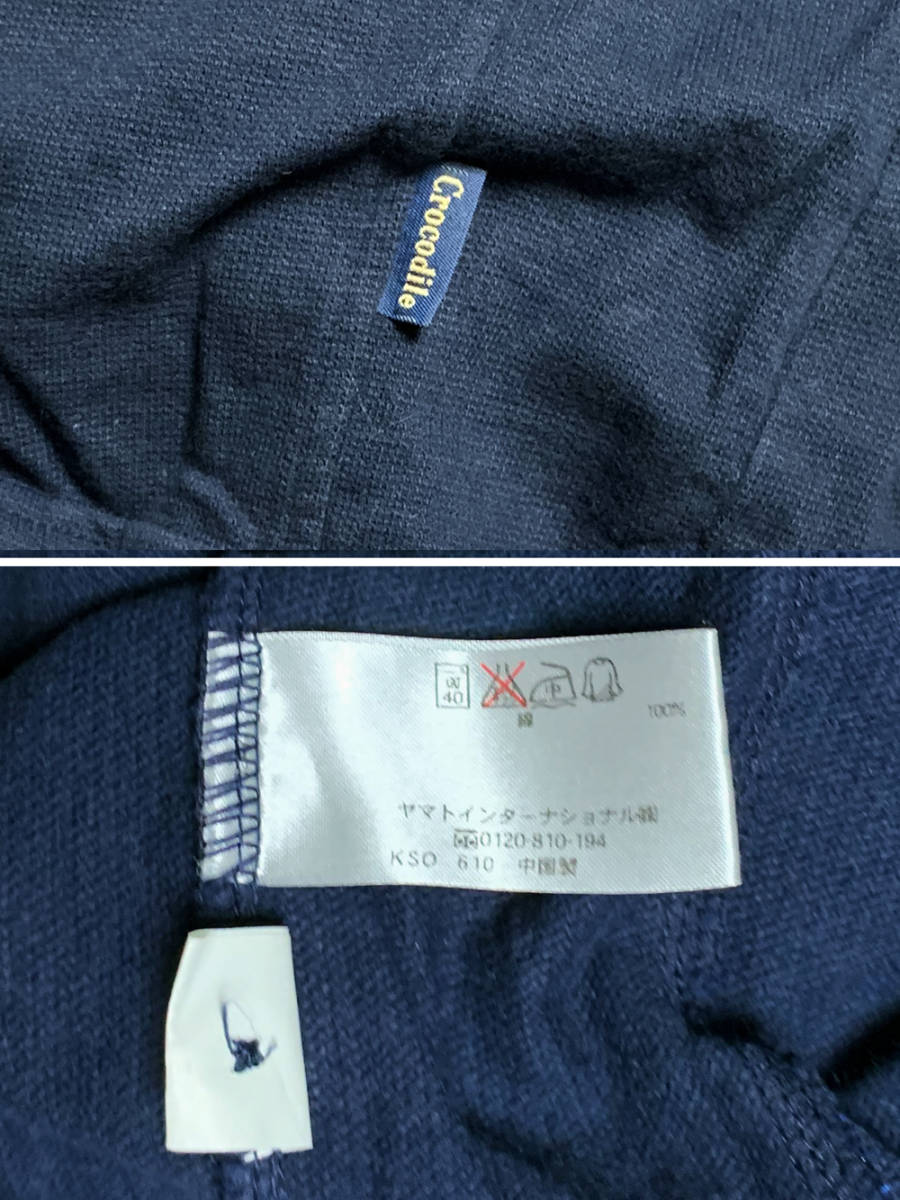 Crocodile
40
中
綿 100%
ヤマトインターナショナル㈱
0120-810-194
KSO 610 中国製